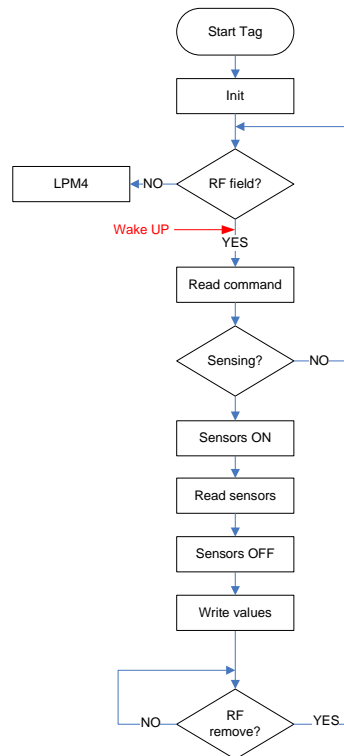 Start Tag
Init
RF field?
NO
LPM4
Wake UP
YES
Read command
Sensing?
NO
Sensors ON
Read sensors
Sensors OFF
Write values
RF
remove?
NO
YES